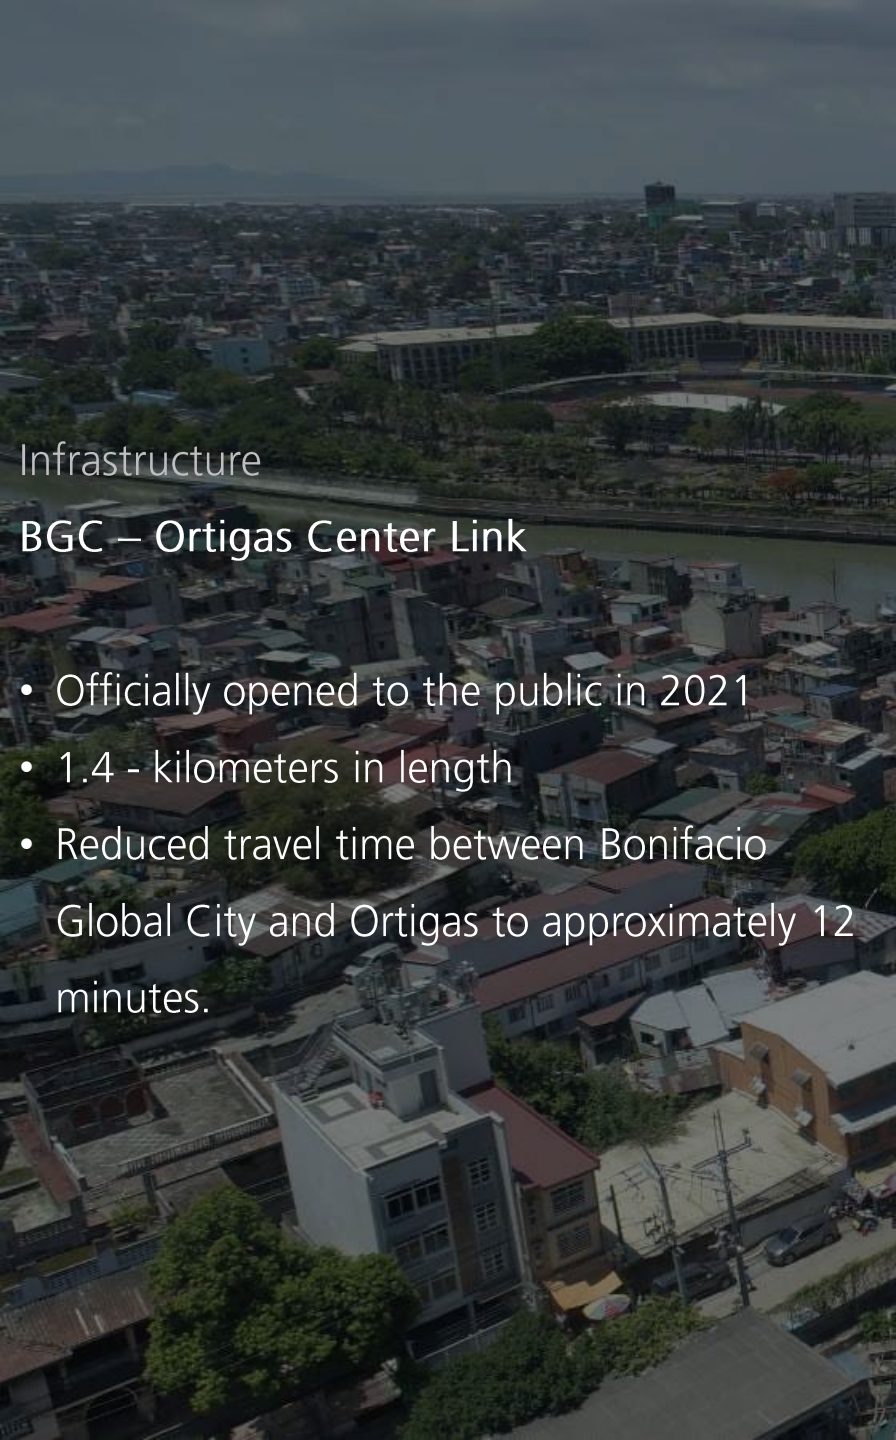 Infrastructure
BGC – Ortigas Center Link
• Officially opened to the public in 2021
• 1.4 - kilometers in length
• Reduced travel time between Bonifacio
Global City and Ortigas to approximately 12
minutes.